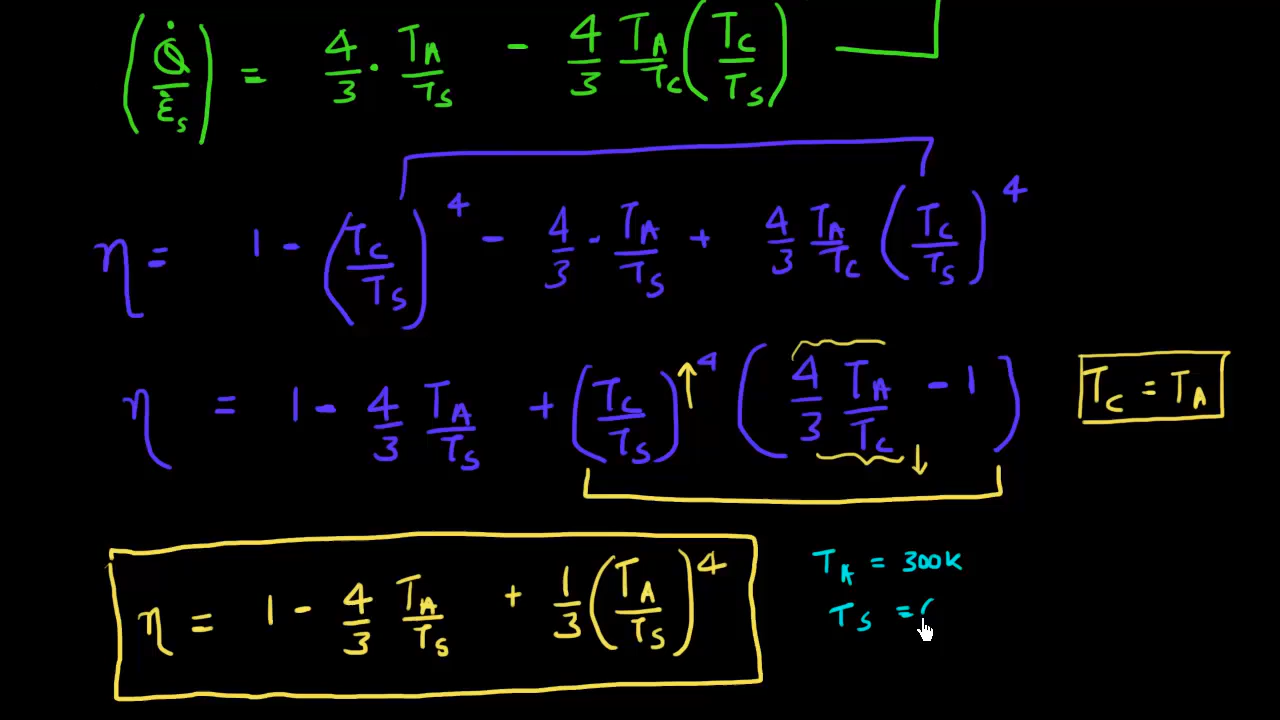 (Q̇/Ės) = 4/3 · TA/TS - 4/3 TA/TC (TC/TS)
η = 1 - (TC/TS)^4 - 4/3 · TA/TS + 4/3 TA/TC (TC/TS)^4
η = 1 - 4/3 TA/TS + (TC/TS)^4 (4/3 TA/TC - 1)
TC = TA
η = 1 - 4/3 TA/TS + 1/3 (TA/TS)^4
TA = 300K
TS =